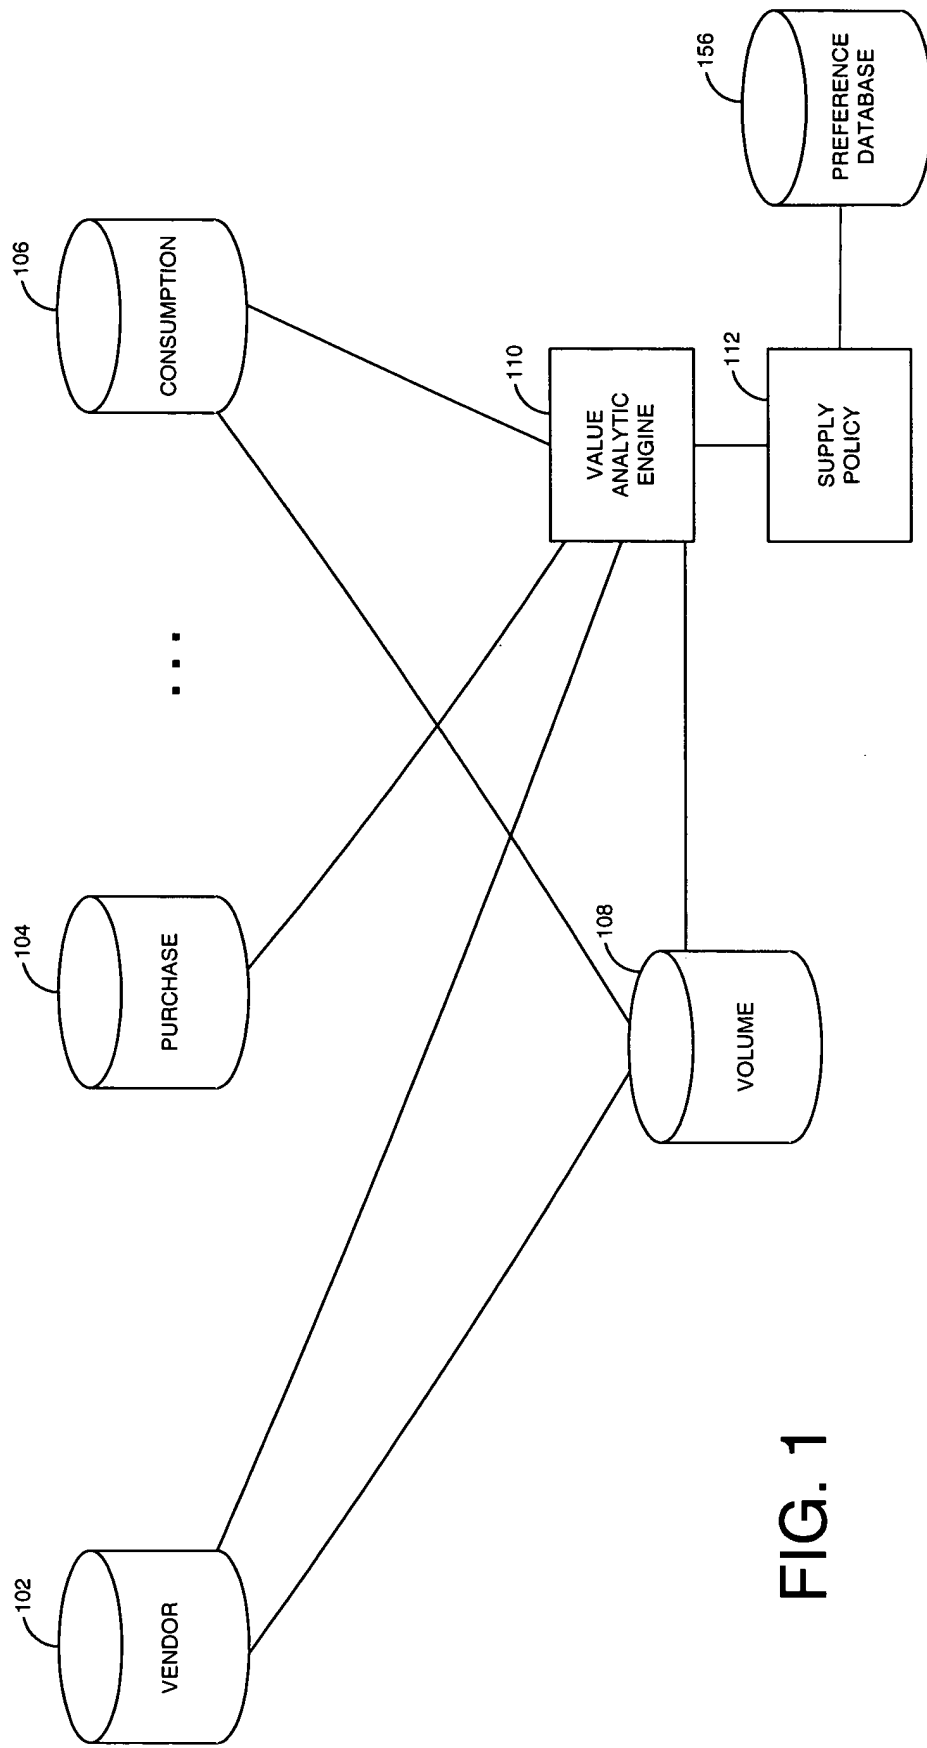 102
VENDOR
104
PURCHASE
...
106
CONSUMPTION
108
VOLUME
110
VALUE
ANALYTIC
ENGINE
112
SUPPLY
POLICY
156
PREFERENCE
DATABASE
FIG. 1